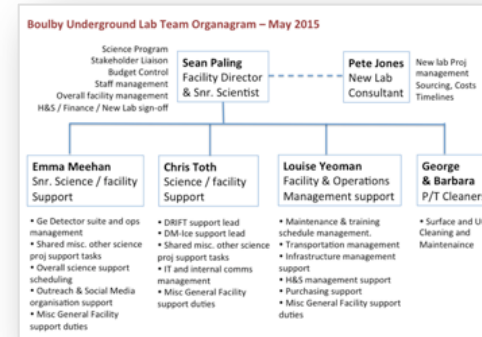 Boulby Underground Lab Team Organagram – May 2015
Science Program
Stakeholder Liaison
Budget Control
Staff management
Overall facility management
H&S / Finance / New Lab sign-off
Sean Paling
Facility Director
& Snr. Scientist
Pete Jones
New Lab
Consultant
New lab Proj
management
Sourcing, Costs
Timelines
Emma Meehan
Snr. Science / facility
Support
• Ge Detector suite and ops
management
• Shared misc. other science
proj support tasks
• Overall science support
scheduling
• Outreach & Social Media
organisation support
• Misc General Facility
support duties
Chris Toth
Science / facility
Support
• DRIFT support lead
• DM-Ice support lead
• Shared misc. other science
proj support tasks
• IT and internal comms
management
• Misc General Facility
support duties
Louise Yeoman
Facility & Operations
Management support
• Maintenance & training
schedule management.
• Transportation management
• Infrastructure management
support
• H&S management support
• Purchasing support
• Misc General Facility support
duties
George
& Barbara
P/T Cleaners
• Surface and U
Cleaning and
Maintenaince